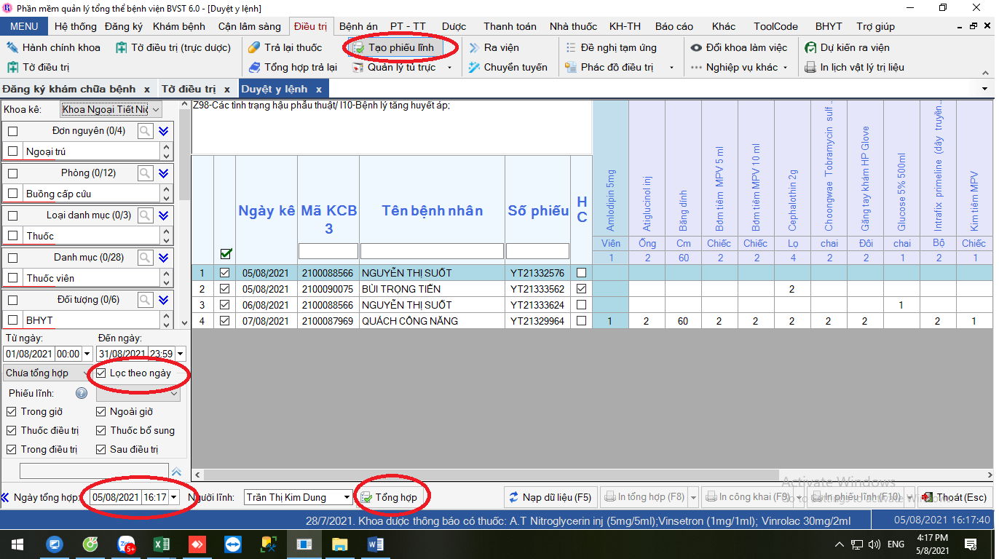 Phần mềm quản lý tổng thể bệnh viện BVST 6.0 - [Duyệt y lệnh]
MENU Hệ thống Đăng ký Khám bệnh Cận lâm sàng Điều trị Bệnh án PT - TT Dược Thanh toán Nhà thuốc KH-TH Báo cáo Khác ToolCode BHYT Trợ giúp
Hành chính khoa Tờ điều trị (trực dược) Trả lại thuốc Tạo phiếu lĩnh Ra viện Đề nghị tạm ứng Đổi khoa làm việc Dự kiến ra viện
Tờ điều trị Tổng hợp trả lại Quản lý tủ trực Chuyển tuyến Phác đồ điều trị Nghiệp vụ khác In lịch vật lý trị liệu
Đăng ký khám chữa bệnh x Tờ điều trị x Duyệt y lệnh x
Khoa kê: Khoa Ngoại Tiết Niệ
Đơn nguyên (0/4)
Ngoại trú
Phòng (0/12)
Buồng cấp cứu
Loại danh mục (0/3)
Thuốc
Danh mục (0/28)
Thuốc viên
Đối tượng (0/6)
BHYT
Từ ngày: Đến ngày:
01/08/2021 00:00 31/08/2021 23:59
Chưa tổng hợp Lọc theo ngày
Phiếu lĩnh:
Trong giờ Ngoài giờ
Thuốc điều trị Thuốc bổ sung
Trong điều trị Sau điều trị
Z98-Các tình trạng hậu phẫu thuật/ I10-Bệnh lý tăng huyết áp;
Ngày kê Mã KCB 3 Tên bệnh nhân Số phiếu H C
Amlodipin 5mg
Atiglucinol inj
Băng dính
Bơm tiêm MPV 5 ml
Bơm tiêm MPV 10 ml
Cephalothin 2g
Choongwae Tobramycin sulf ..
Găng tay khám HP Glove
Glucose 5% 500ml
Intrafix primeline (dây truyền...
Kim tiêm MPV
Viên Ống Cm Chiếc Chiếc Lọ chai Đôi chai Bộ Chiếc
1 2 60 2 2 4 2 2 1 2 1
1 05/08/2021 2100088566 NGUYỄN THỊ SUỐT YT21332576
2 05/08/2021 2100090075 BÙI TRỌNG TIẾN YT21333562 2
3 06/08/2021 2100088566 NGUYỄN THỊ SUỐT YT21333624 1
4 07/08/2021 2100087969 QUÁCH CÔNG NĂNG YT21329964 1 2 60 2 2 2 2 2 2 1
Activate Windows
Go to Settings to activate Windows.
Ngày tổng hợp: 05/08/2021 16:17 Người lĩnh: Trần Thị Kim Dung Tổng hợp Nạp dữ liệu (F5) In tổng hợp (F8) In công khai (F9) In phiếu lĩnh (F10) Thoát (Esc)
28/7/2021. Khoa dược thông báo có thuốc: A.T Nitroglycerin inj (5mg/5ml);Vinsetron (1mg/1ml); Vinrolac 30mg/2ml 05/08/2021 16:17:40
Zalo 5+ ENG 4:17 PM
5/8/2021